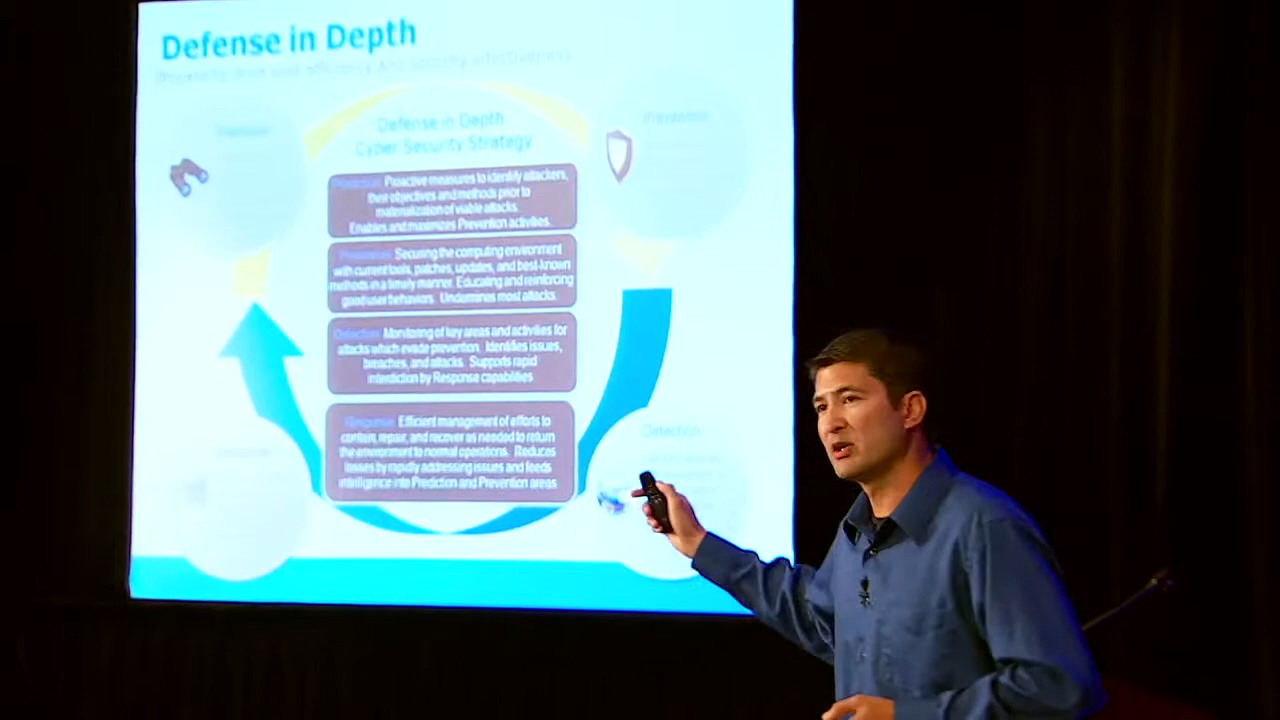 Defense in Depth
Defense in Depth
Cyber Security Strategy
Prevention
Proactive measures to identify attackers,
their objectives and methods prior to
materialization of viable attacks.
Enables and maximizes Prevention activities.
Prevention: Securing the computing environment
with current tools, patches, updates, and best-known
methods in a timely manner. Educating and reinforcing
good user behaviors. Undermines most attacks.
Detection: Monitoring of key areas and activities for
attacks which evade prevention. Identifies issues,
breaches, and attacks. Supports rapid
interdiction by Response capabilities
Response: Efficient management of efforts to
contain, repair, and recover as needed to return
the environment to normal operations. Reduces
losses by rapidly addressing issues and feeds
intelligence into Prediction and Prevention areas
Detection